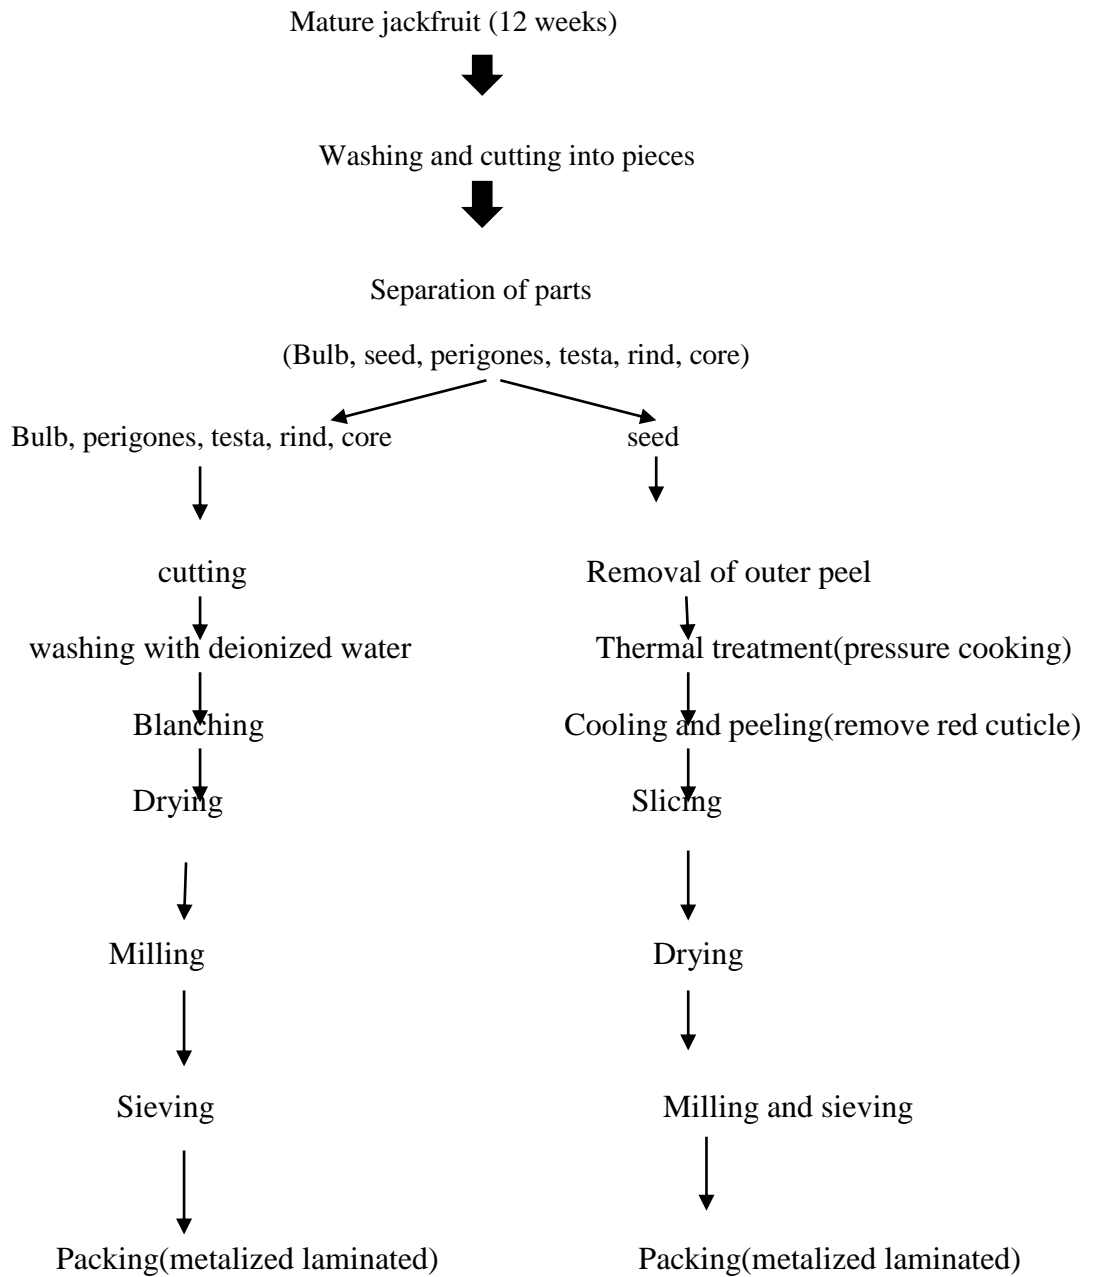 Mature jackfruit (12 weeks)
Washing and cutting into pieces
Separation of parts
(Bulb, seed, perigones, testa, rind, core)
Bulb, perigones, testa, rind, core
seed
cutting
Removal of outer peel
washing with deionized water
Thermal treatment(pressure cooking)
Blanching
Cooling and peeling(remove red cuticle)
Drying
Slicing
Milling
Drying
Sieving
Milling and sieving
Packing(metalized laminated)
Packing(metalized laminated)